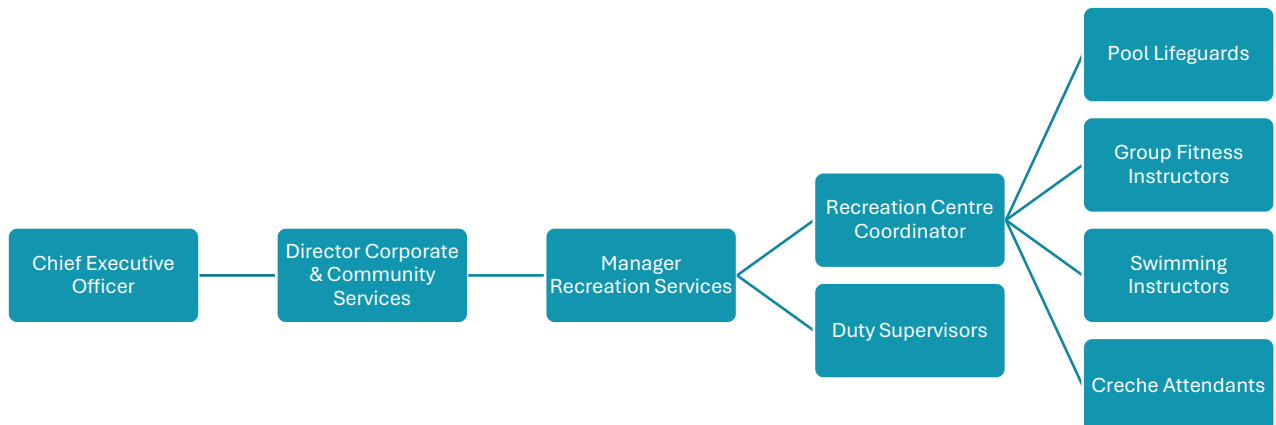 Chief Executive
Officer
Director Corporate
& Community
Services
Manager
Recreation Services
Recreation Centre
Coordinator
Duty Supervisors
Pool Lifeguards
Group Fitness
Instructors
Swimming
Instructors
Creche Attendants